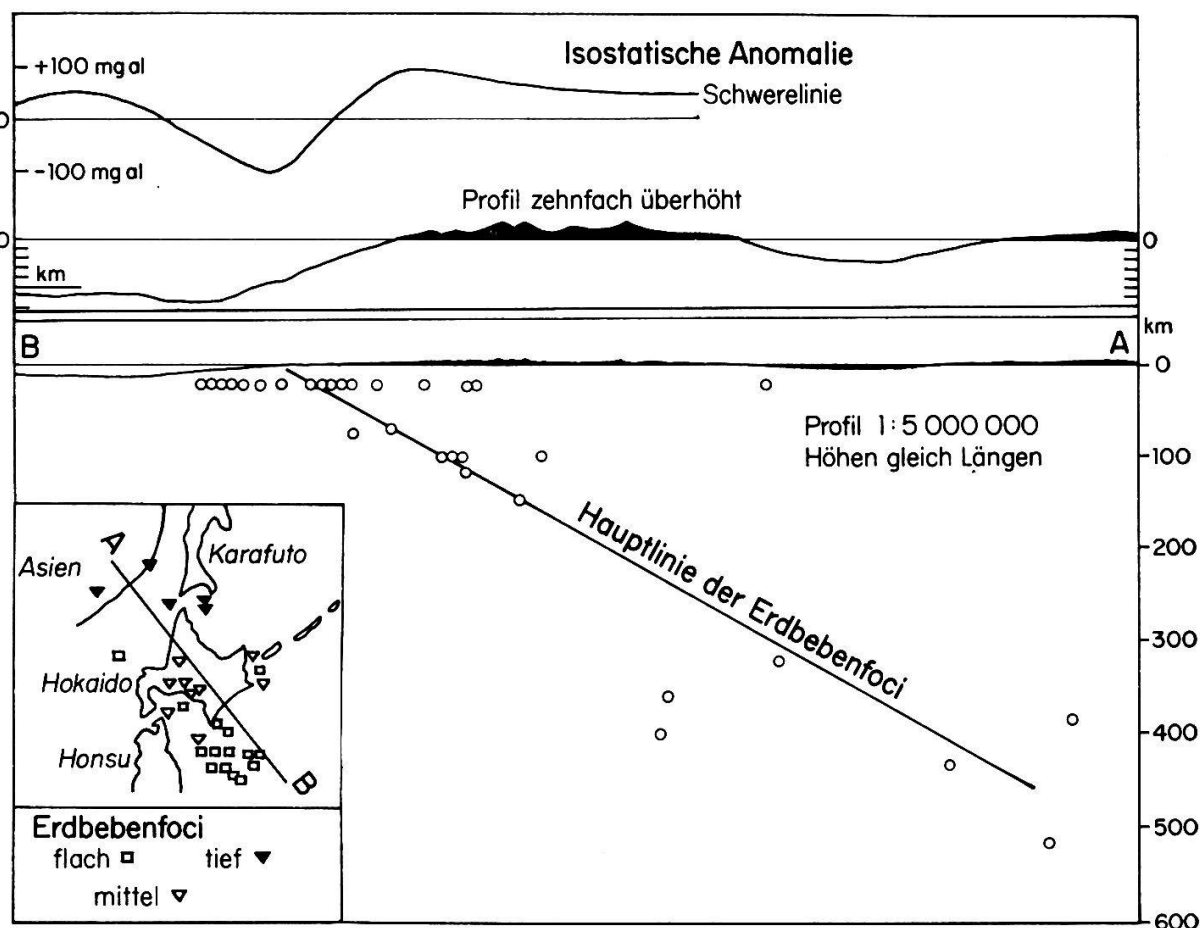 Isostatische Anomalie
+100 mgal
Schwerelinie
0
-100 mgal
Profil zehnfach überhöht
0
0
km
km
B
A
0
Profil 1:5 000 000
Höhen gleich Längen
100
200
300
400
500
600
Hauptlinie der Erdbebenfoci
A
Asien
Karafuto
Hokaido
Honsu
B
Erdbebenfoci
flach
tief
mittel